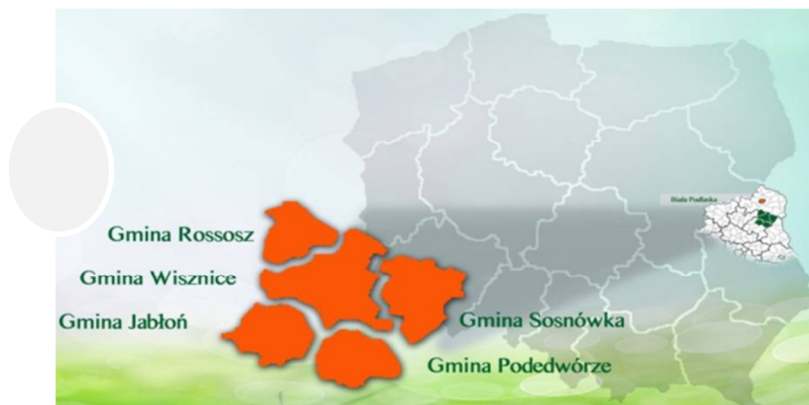 Biała Podlaska
Gmina Rossosz
Gmina Wisznice
Gmina Jabłoń
Gmina Sosnówka
Gmina Podedwórze